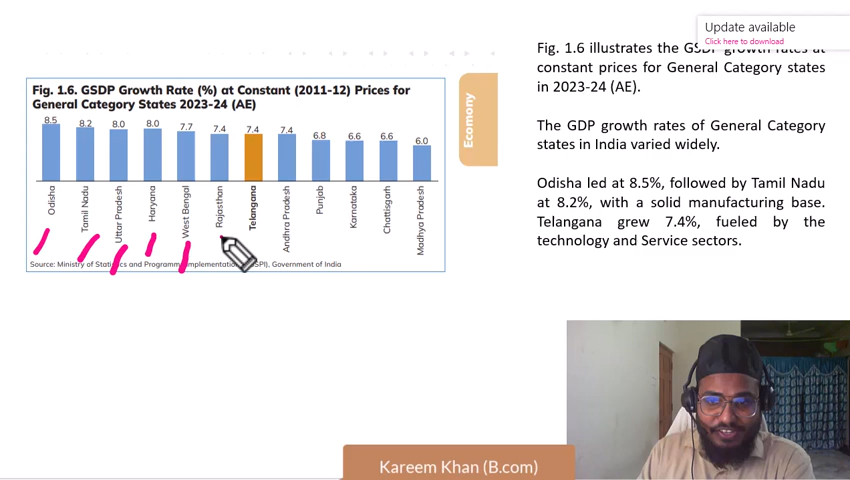 Update available
Click here to download
Fig. 1.6. GSDP Growth Rate (%) at Constant (2011-12) Prices for
General Category States 2023-24 (AE)
8.5 8.2 8.0 8.0 7.7 7.4 7.4 7.4 6.8 6.6 6.6 6.0
Odisha
Tamil Nadu
Uttar Pradesh
Haryana
West Bengal
Rajasthan
Telangana
Andhra Pradesh
Punjab
Karnataka
Chattisgarh
Madhya Pradesh
Source: Ministry of and Programm Government of India
Economy
Fig. 1.6 illustrates the growth rates at
constant prices for General Category states
in 2023-24 (AE).
The GDP growth rates of General Category
states in India varied widely.
Odisha led at 8.5%, followed by Tamil Nadu
at 8.2%, with a solid manufacturing base.
Telangana grew 7.4%, fueled by the
technology and Service sectors.
Kareem Khan (B.com)